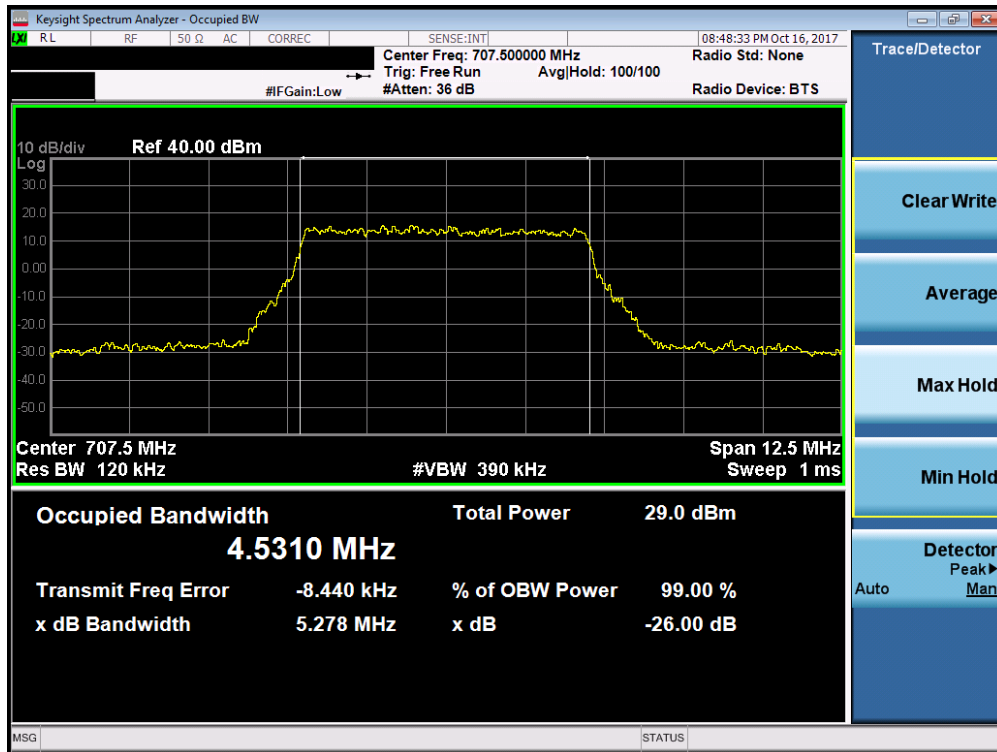 Keysight Spectrum Analyzer - Occupied BW
LXI RL RF 50 Ω AC CORREC SENSE:INT 08:48:33 PM Oct 16, 2017
Center Freq: 707.500000 MHz Radio Std: None
Trig: Free Run Avg|Hold: 100/100
#IFGain:Low #Atten: 36 dB Radio Device: BTS
10 dB/div Ref 40.00 dBm
Log
30.0
20.0
10.0
0.00
-10.0
-20.0
-30.0
-40.0
-50.0
Center 707.5 MHz Span 12.5 MHz
Res BW 120 kHz #VBW 390 kHz Sweep 1 ms
Occupied Bandwidth Total Power 29.0 dBm
4.5310 MHz
Transmit Freq Error -8.440 kHz % of OBW Power 99.00 %
x dB Bandwidth 5.278 MHz x dB -26.00 dB
MSG STATUS
Trace/Detector
Clear Write
Average
Max Hold
Min Hold
Detector
Peak▶
Auto Man